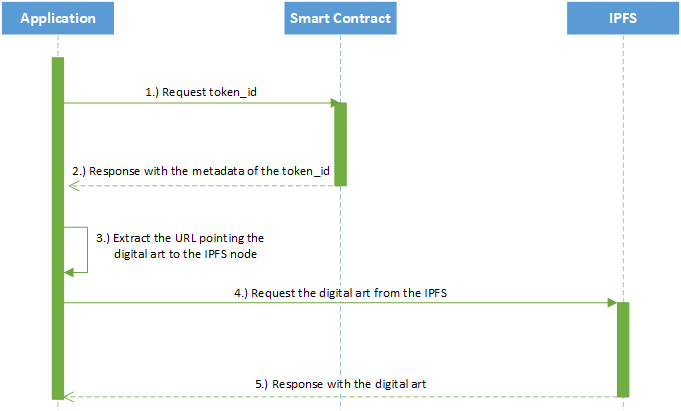 Application
Smart Contract
IPFS
1.) Request token_id
2.) Response with the metadata of the token_id
3.) Extract the URL pointing the
digital art to the IPFS node
4.) Request the digital art from the IPFS
5.) Response with the digital art